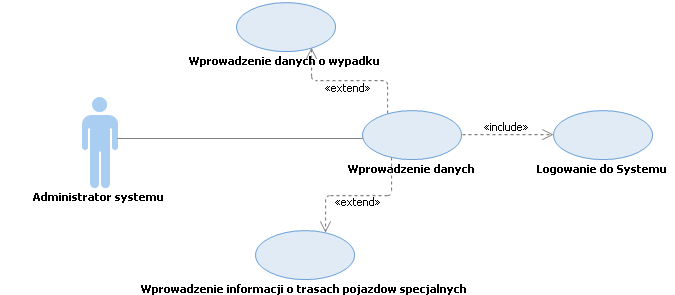 Wprowadzenie danych o wypadku
«extend»
«include»
Wprowadzenie danych
Logowanie do Systemu
Administrator systemu
«extend»
Wprowadzenie informacji o trasach pojazdow specjalnych